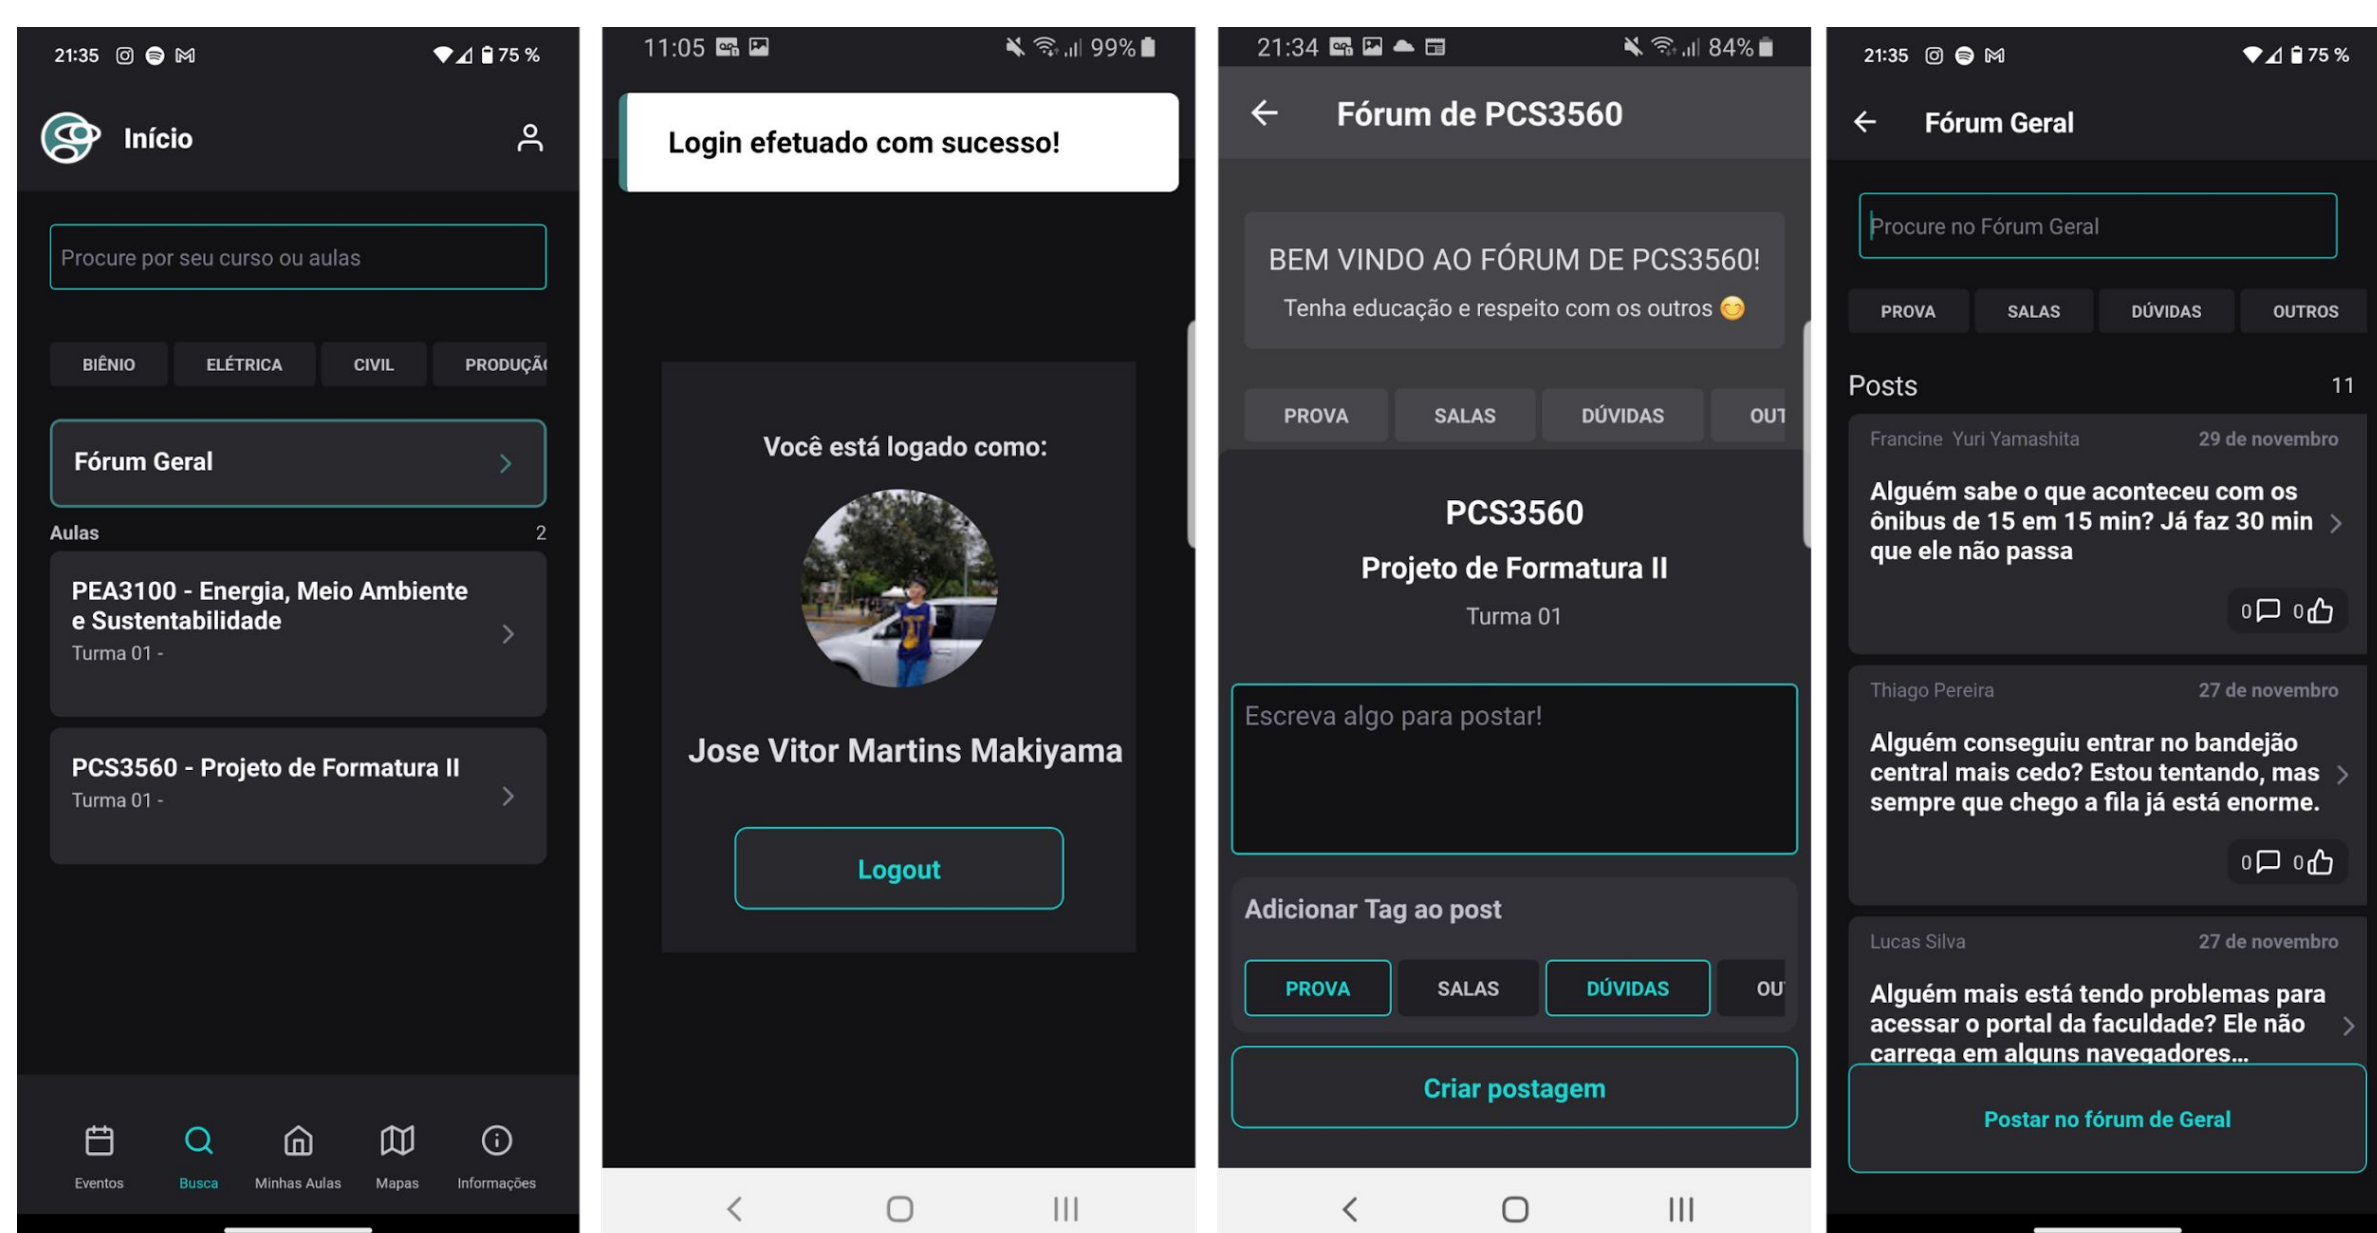 21:35 75 %
Início
Procure por seu curso ou aulas
BIÊNIO ELÉTRICA CIVIL PRODUÇÃ
Fórum Geral
Aulas 2
PEA3100 - Energia, Meio Ambiente
e Sustentabilidade
Turma 01 -
PCS3560 - Projeto de Formatura II
Turma 01 -
Eventos Busca Minhas Aulas Mapas Informações
11:05 99%
Login efetuado com sucesso!
Você está logado como:
Jose Vitor Martins Makiyama
Logout
21:34 84%
Fórum de PCS3560
BEM VINDO AO FÓRUM DE PCS3560!
Tenha educação e respeito com os outros 😊
PROVA SALAS DÚVIDAS OUT
PCS3560
Projeto de Formatura II
Turma 01
Escreva algo para postar!
Adicionar Tag ao post
PROVA SALAS DÚVIDAS OU
Criar postagem
21:35 75 %
Fórum Geral
Procure no Fórum Geral
PROVA SALAS DÚVIDAS OUTROS
Posts 11
Francine Yuri Yamashita 29 de novembro
Alguém sabe o que aconteceu com os
ônibus de 15 em 15 min? Já faz 30 min
que ele não passa
0 0
Thiago Pereira 27 de novembro
Alguém conseguiu entrar no bandejão
central mais cedo? Estou tentando, mas
sempre que chego a fila já está enorme.
0 0
Lucas Silva 27 de novembro
Alguém mais está tendo problemas para
acessar o portal da faculdade? Ele não
carrega em alguns navegadores...
Postar no fórum de Geral